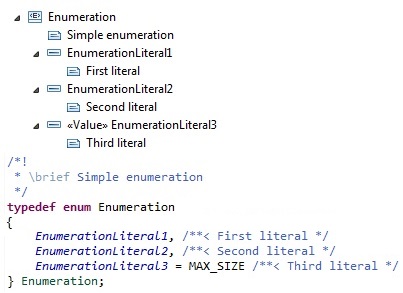 Enumeration
Simple enumeration
EnumerationLiteral1
First literal
EnumerationLiteral2
Second literal
«Value» EnumerationLiteral3
Third literal
/*!
* \brief Simple enumeration
*/
typedef enum Enumeration
{
EnumerationLiteral1, /**< First literal */
EnumerationLiteral2, /**< Second literal */
EnumerationLiteral3 = MAX_SIZE /**< Third literal */
} Enumeration;